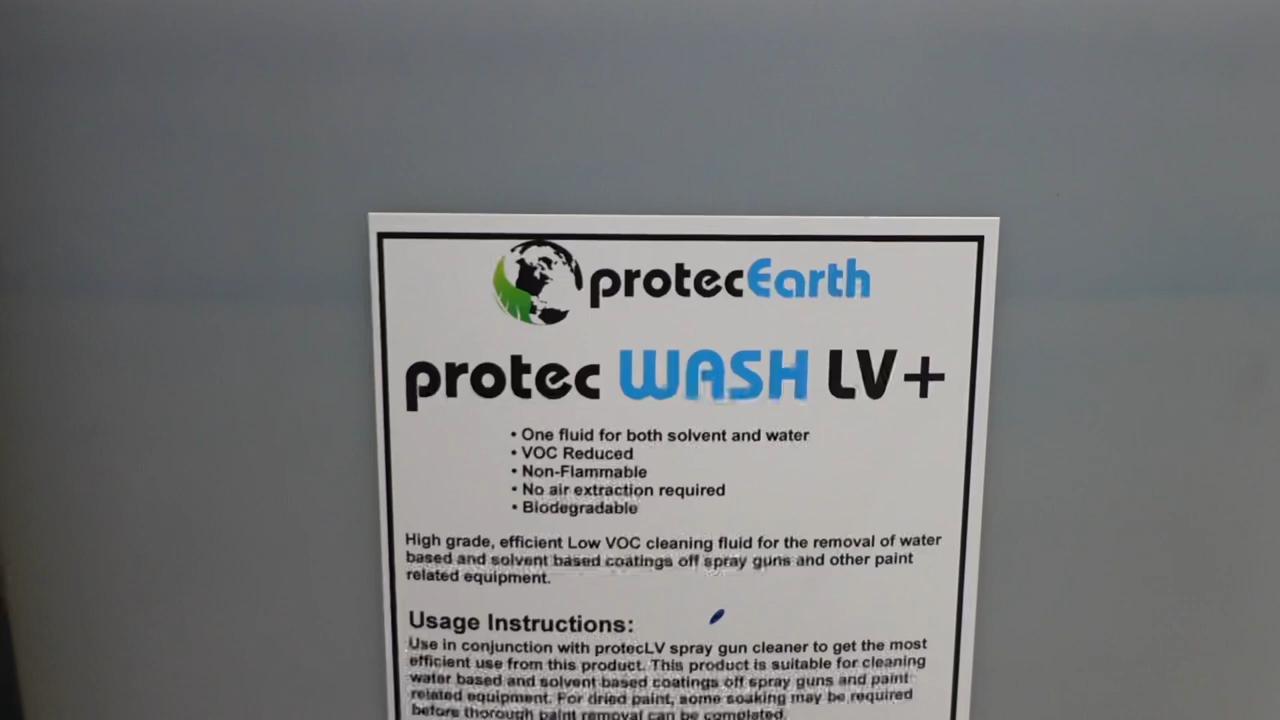 protecEarth
protec WASH LV+
• One fluid for both solvent and water
• VOC Reduced
• Non-Flammable
• No air extraction required
• Biodegradable
High grade, efficient Low VOC cleaning fluid for the removal of water
based and solvent based coatings off spray guns and other paint
related equipment.
Usage Instructions:
Use in conjunction with protecLV spray gun cleaner to get the most
efficient use from this product. This product is suitable for cleaning
water based and solvent based coatings off spray guns and paint
related equipment. For dried paint, some soaking may be required
before thorough paint removal can be completed.